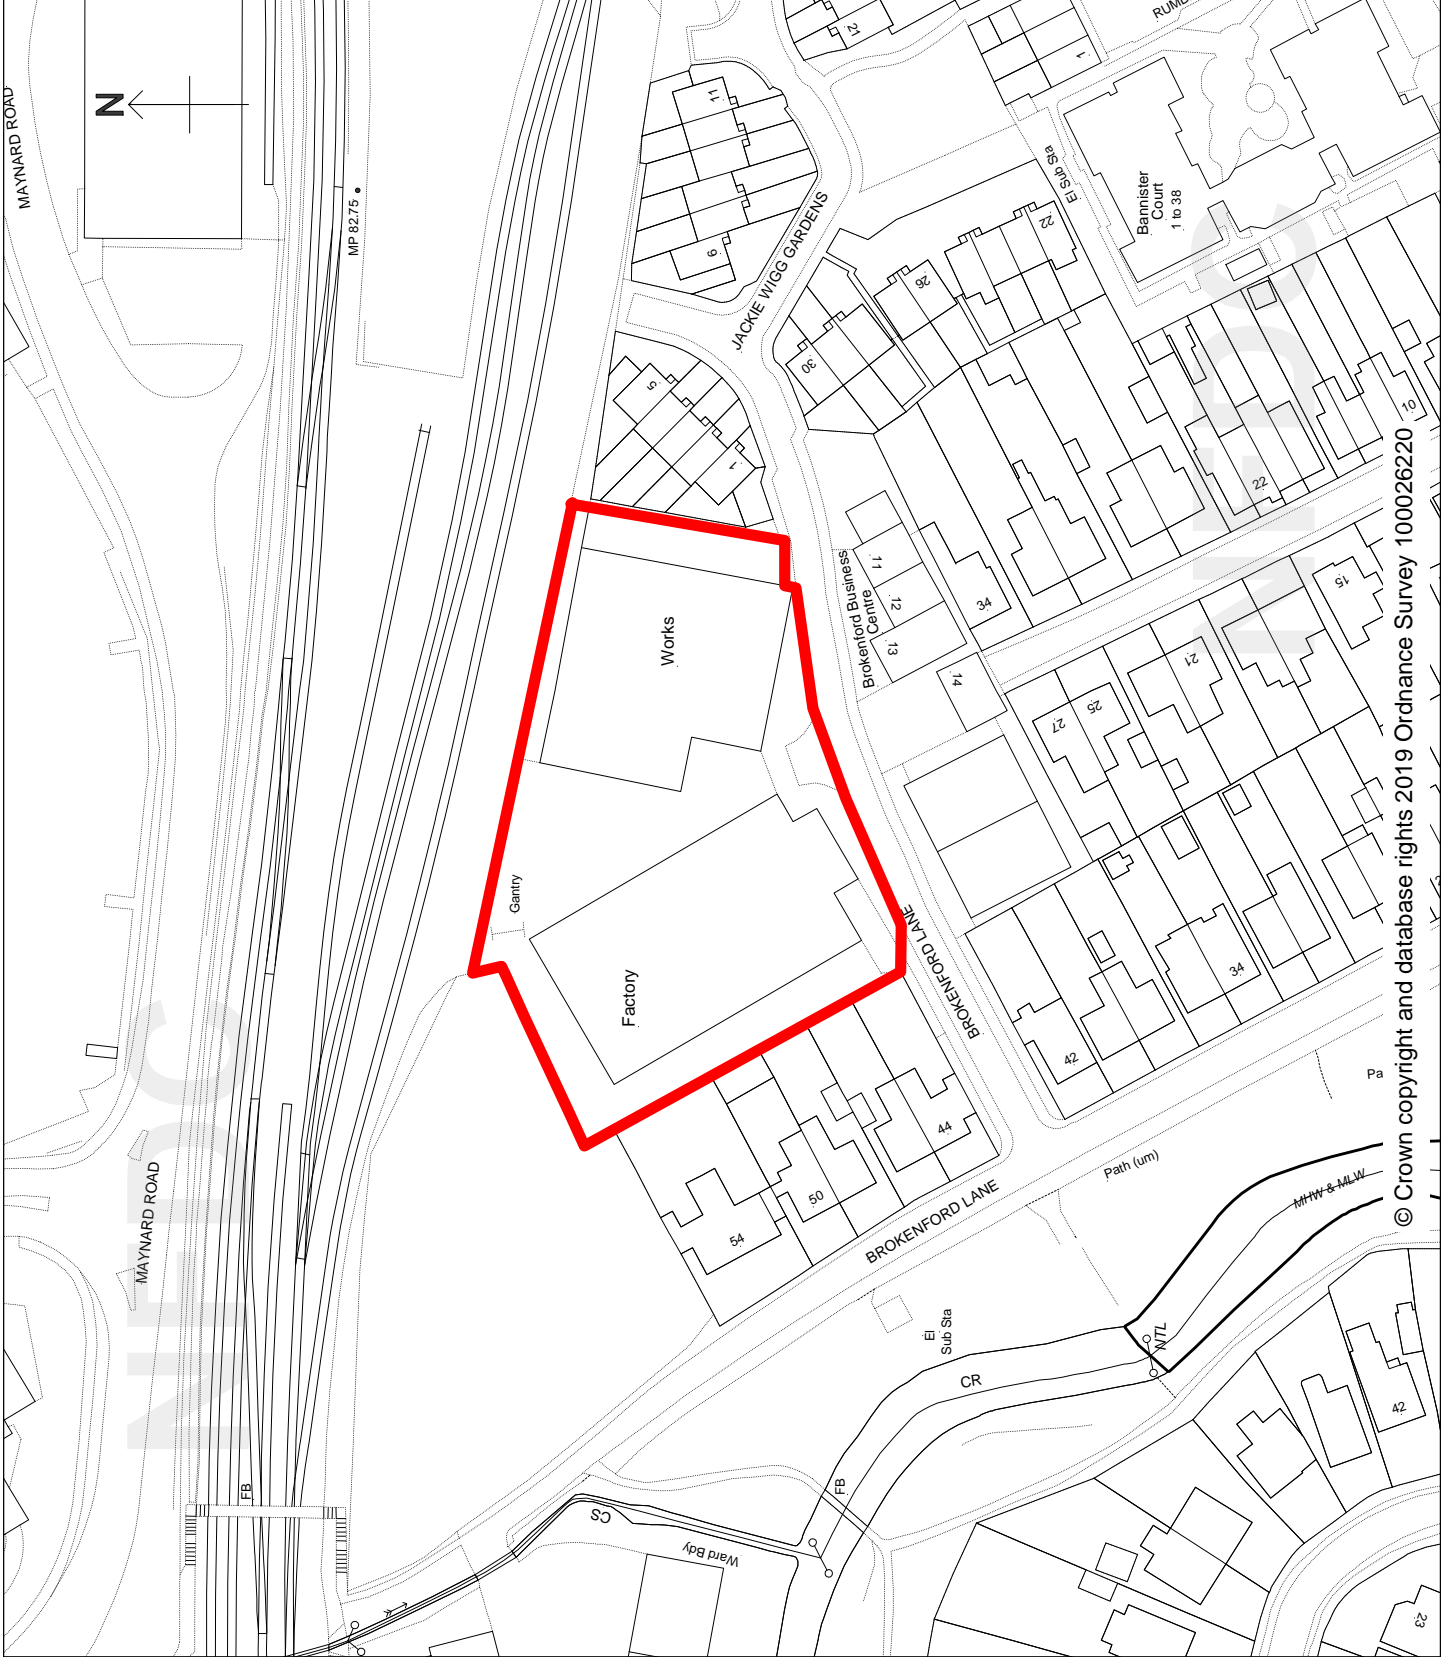 MAYNARD ROAD
N
MP 82.75
11
21
1
RUMB
El Sub Sta
Bannister
Court
1 to 38
9
JACKIE WIGG GARDENS
22
26
30
5
1
10
22
Brokenford Business
Centre
11
12
13
14
34
Works
15
21
25
27
Gantry
Factory
BROKENFORD LANE
34
42
44
50
54
BROKENFORD LANE
Path (um)
Pa
MHW & MLW
NTL
El
Sub Sta
CR
FB
CS
Ward Bdy
FB
MAYNARD ROAD
42
23
NFDC
NFDC
© Crown copyright and database rights 2019 Ordnance Survey 100026220